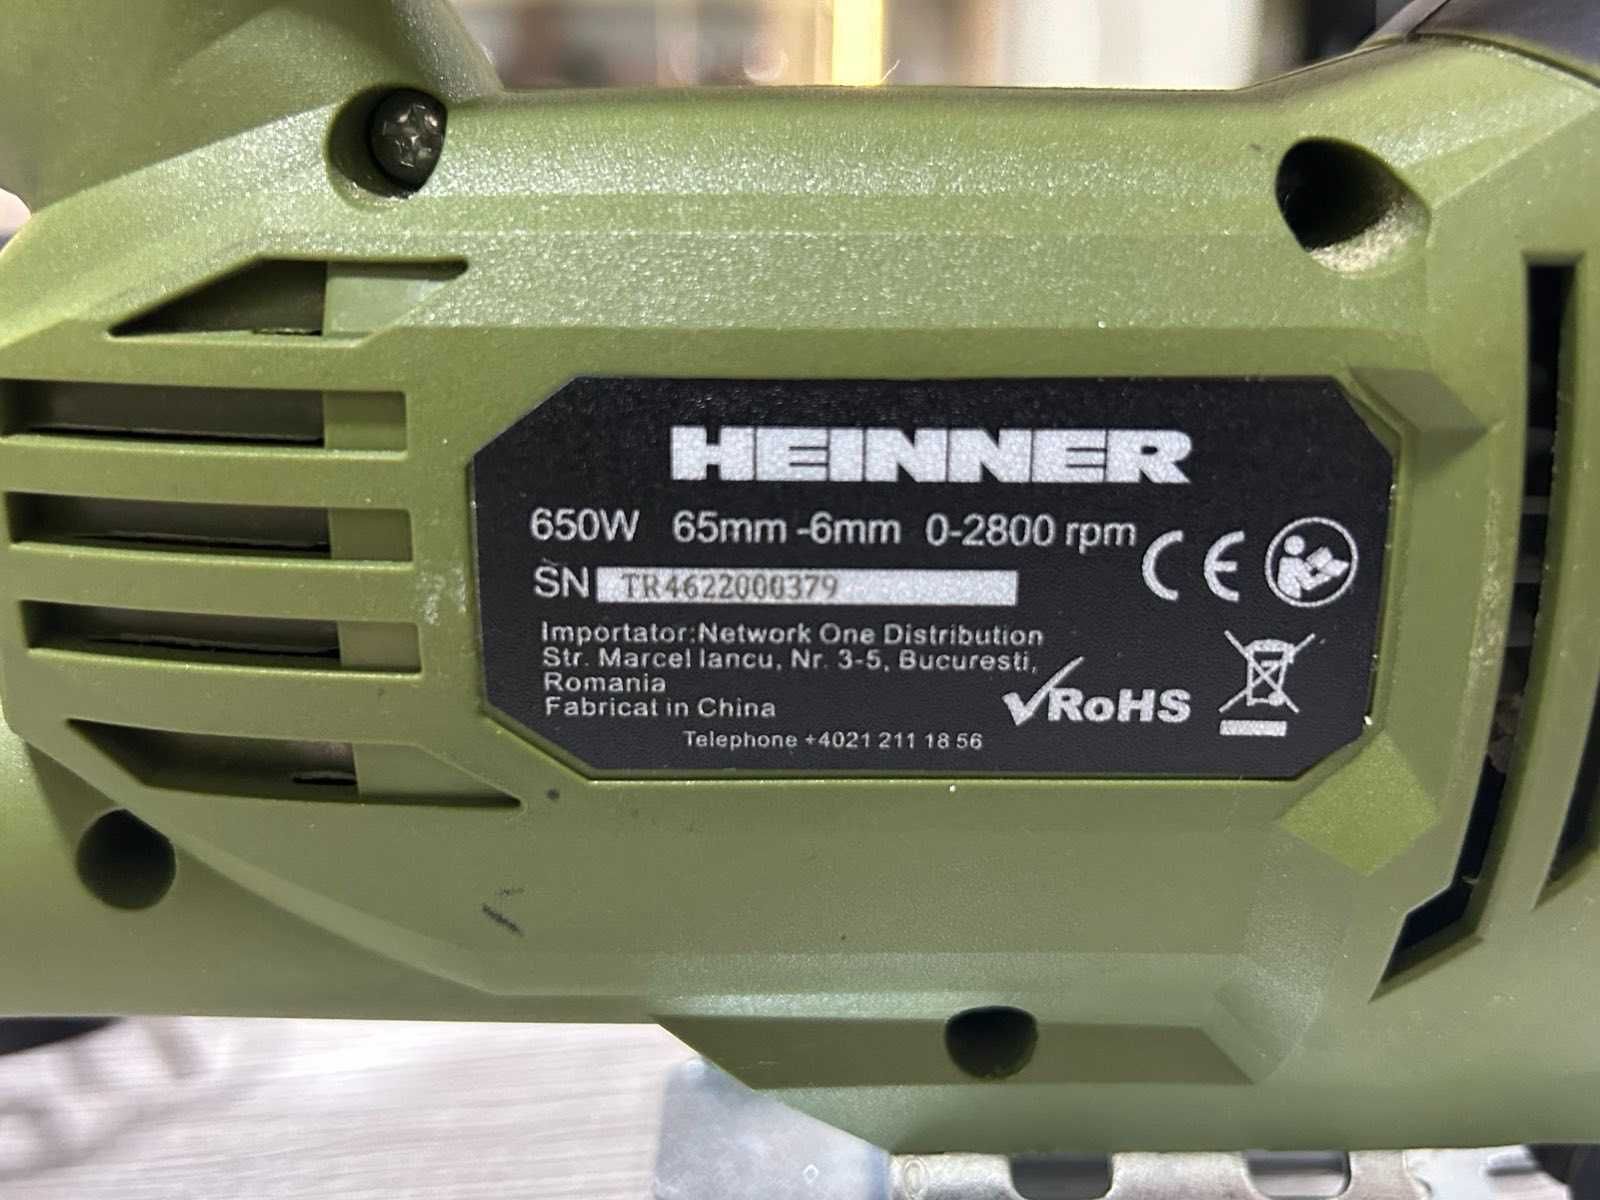 HEINNER
650W 65mm -6mm 0-2800 rpm
SN TR4622000379
Importator:Network One Distribution
Str. Marcel Iancu, Nr. 3-5, Bucuresti,
Romania
Fabricat in China
Telephone +4021 211 18 56
CE
RoHS